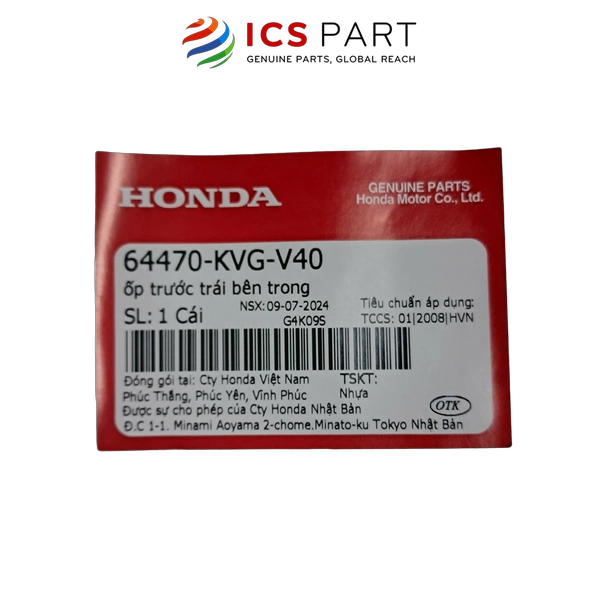 ICS PART
GENUINE PARTS, GLOBAL REACH
HONDA
GENUINE PARTS
Honda Motor Co., Ltd.
64470-KVG-V40
ốp trước trái bên trong
SL: 1 Cái
NSX: 09-07-2024
G4K09S
Tiêu chuẩn áp dụng:
TCCS: 01|2008|HVN
Đóng gói tại: Cty Honda Việt Nam
TSKT:
Phúc Thắng, Phúc Yên, Vĩnh Phúc
Nhựa
Được sự cho phép của Cty Honda Nhật Bản
OTK
Đ.C 1-1. Minami Aoyama 2-chome.Minato-ku Tokyo Nhật Bản